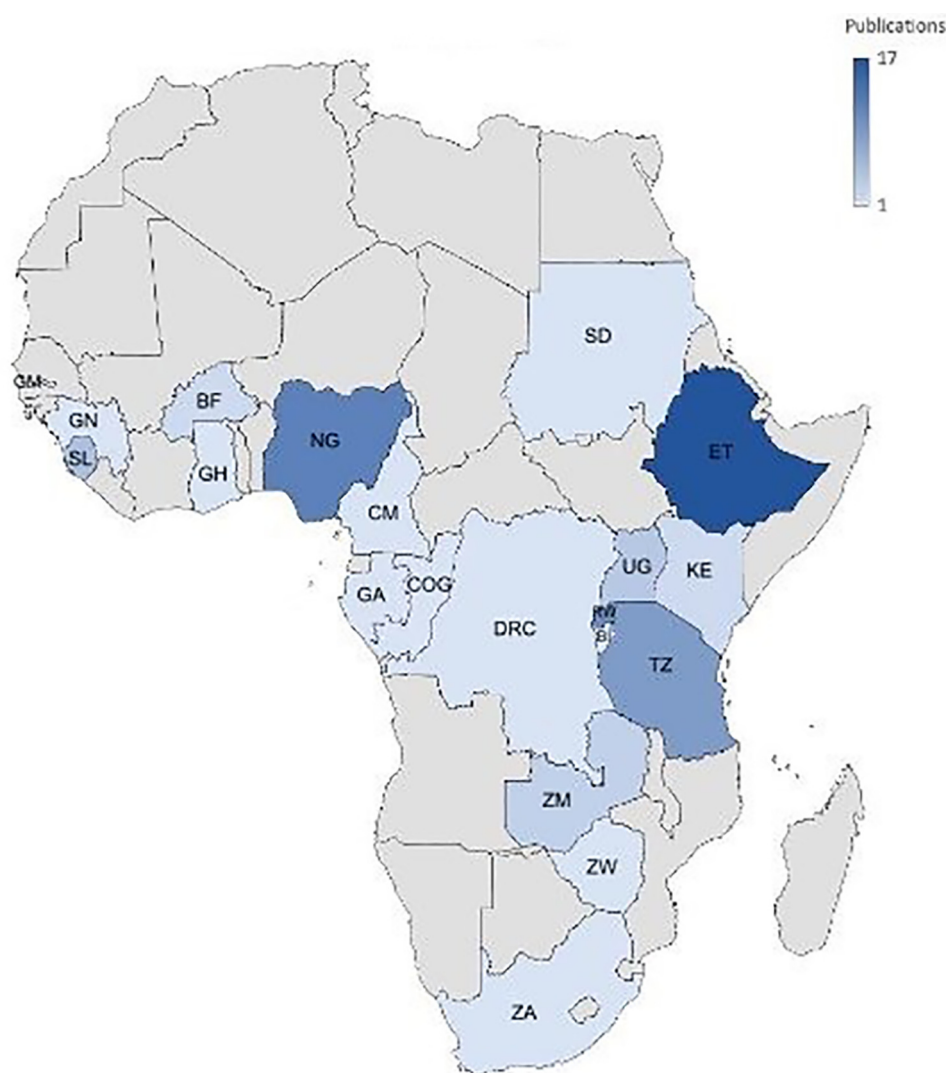 Publications
17
1
SD
GM
BF
GN
NG
ET
SL
GH
CM
UG
KE
GA
COG
RW
DRC
BI
TZ
ZM
ZW
ZA